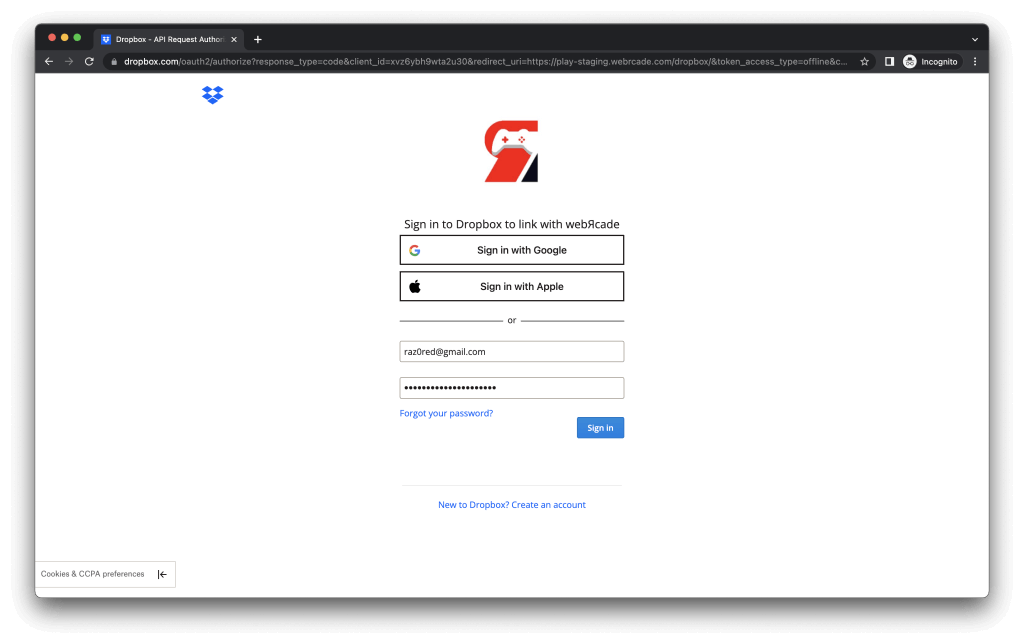 Dropbox - API Request Authori
dropbox.com/oauth2/authorize?response_type=code&client_id=xvz6ybh9wta2u30&redirect_uri=https://play-staging.webrcade.com/dropbox/&token_access_type=offline&c...
Incognito
Sign in to Dropbox to link with webЯcade
Sign in with Google
Sign in with Apple
or
raz0red@gmail.com
•••••••••••••••••••••
Forgot your password?
Sign in
New to Dropbox? Create an account
Cookies & CCPA preferences